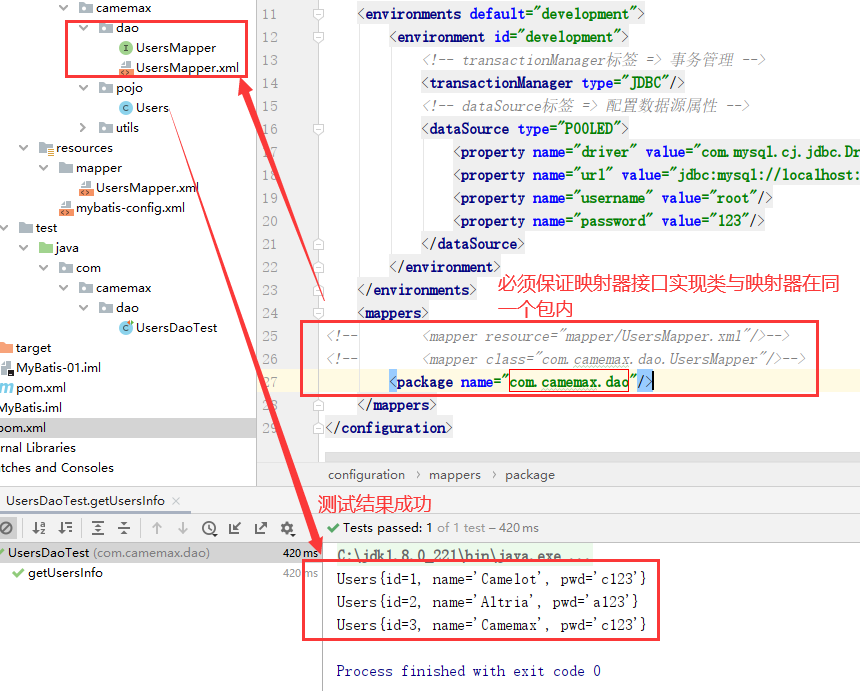 camemax
dao
UsersMapper
UsersMapper.xml
pojo
Users
utils
resources
mapper
UsersMapper.xml
mybatis-config.xml
test
java
com
camemax
dao
UsersDaoTest
target
MyBatis-01.iml
pom.xml
MyBatis.iml
pom.xml
rnal Libraries
tches and Consoles
11 <environments default="development">
12 <environment id="development">
13 <!-- transactionManager标签 => 事务管理 -->
14 <transactionManager type="JDBC"/>
15 <!-- dataSource标签 => 配置数据源属性 -->
16 <dataSource type="POOLED">
17 <property name="driver" value="com.mysql.cj.jdbc.Dr
18 <property name="url" value="jdbc:mysql://localhost:
19 <property name="username" value="root"/>
20 <property name="password" value="123"/>
21 </dataSource>
22 </environment>
23 </environments>
必须保证映射器接口实现类与映射器在同
一个包内
24 <mappers>
25 <!-- <mapper resource="mapper/UsersMapper.xml"/>-->
26 <!-- <mapper class="com.camemax.dao.UsersMapper"/>-->
27 <package name="com.camemax.dao"/>
28 </mappers>
29 </configuration>
configuration › mappers › package
UsersDaoTest.getUsersInfo ×
测试结果成功
Tests passed: 1 of 1 test – 420 ms
UsersDaoTest (com.camemax.dao) 420 ms
getUsersInfo 420 ms
C:\jdk1.8.0_221\bin\java.exe ...
Users{id=1, name='Camelot', pwd='c123'}
Users{id=2, name='Altria', pwd='a123'}
Users{id=3, name='Camemax', pwd='c123'}
Process finished with exit code 0